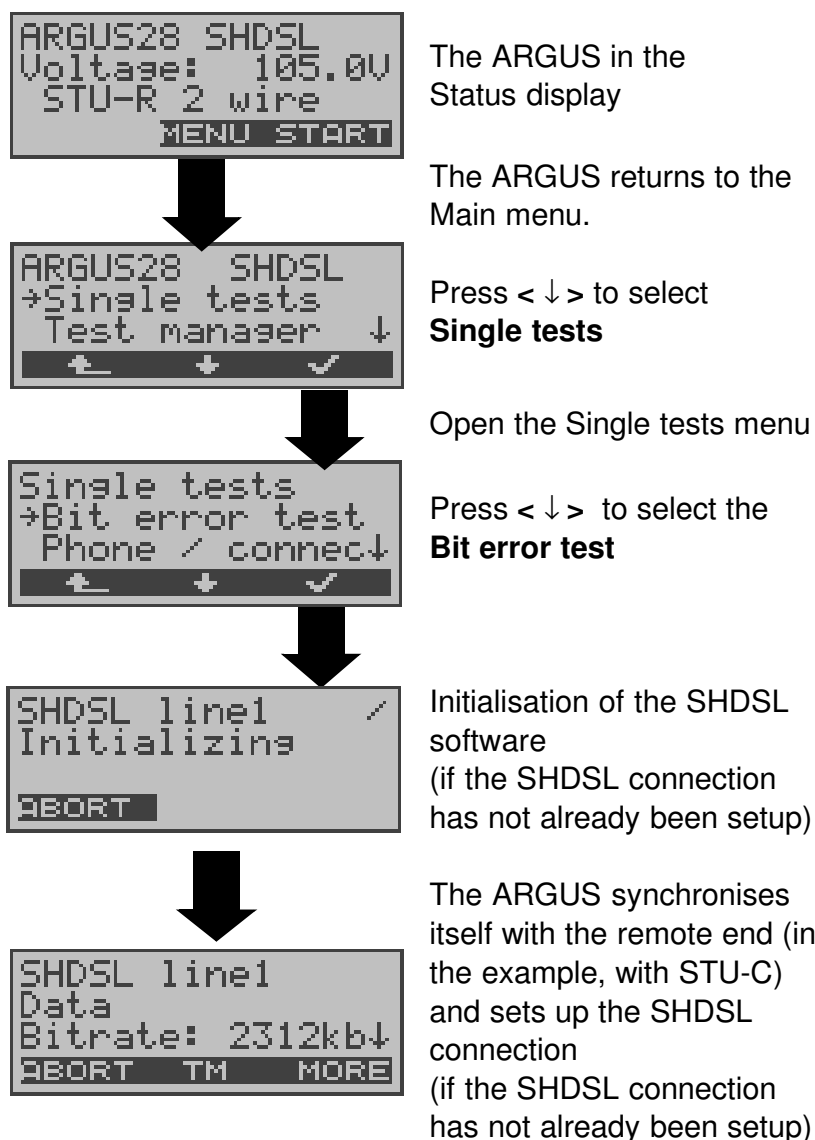 ARGUS28 SHDSL
Voltage: 105.0V
STU-R 2 wire
MENU START
The ARGUS in the
Status display
The ARGUS returns to the
Main menu.
ARGUS28 SHDSL
→Single tests
Test manager ↓
Press < ↓ > to select
Single tests
Open the Single tests menu
Single tests
→Bit error test
Phone / connec↓
Press < ↓ > to select the
Bit error test
SHDSL line1 /
Initializing
ABORT
Initialisation of the SHDSL
software
(if the SHDSL connection
has not already been setup)
SHDSL line1
Data
Bitrate: 2312kb↓
ABORT TM MORE
The ARGUS synchronises
itself with the remote end (in
the example, with STU-C)
and sets up the SHDSL
connection
(if the SHDSL connection
has not already been setup)